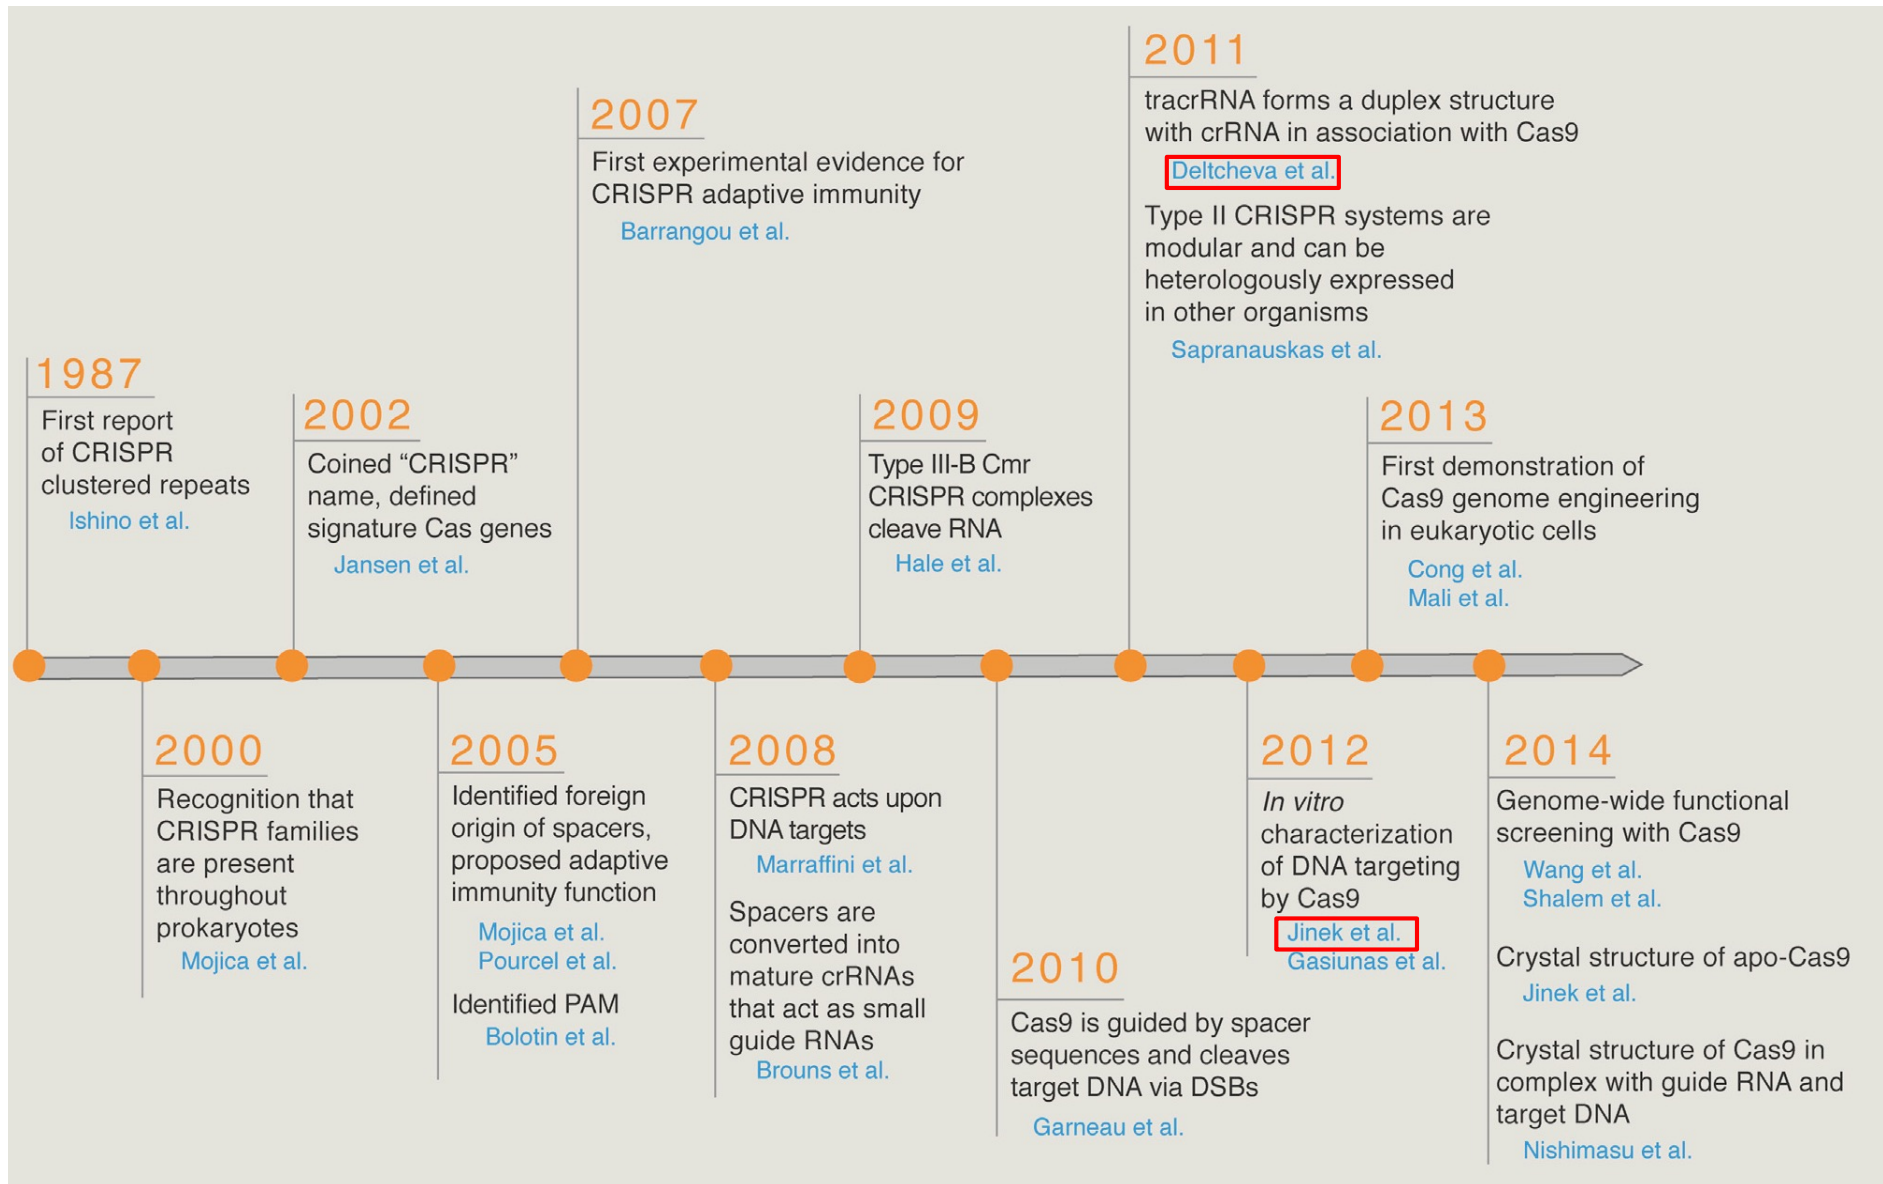 1987
First report
of CRISPR
clustered repeats
Ishino et al.
2000
Recognition that
CRISPR families
are present
throughout
prokaryotes
Mojica et al.
2002
Coined “CRISPR”
name, defined
signature Cas genes
Jansen et al.
2005
Identified foreign
origin of spacers,
proposed adaptive
immunity function
Mojica et al.
Pourcel et al.
Identified PAM
Bolotin et al.
2007
First experimental evidence for
CRISPR adaptive immunity
Barrangou et al.
2008
CRISPR acts upon
DNA targets
Marraffini et al.
Spacers are
converted into
mature crRNAs
that act as small
guide RNAs
Brouns et al.
2009
Type III-B Cmr
CRISPR complexes
cleave RNA
Hale et al.
2010
Cas9 is guided by spacer
sequences and cleaves
target DNA via DSBs
Garneau et al.
2011
tracrRNA forms a duplex structure
with crRNA in association with Cas9
Deltcheva et al.
Type II CRISPR systems are
modular and can be
heterologously expressed
in other organisms
Sapranauskas et al.
2012
In vitro
characterization
of DNA targeting
by Cas9
Jinek et al.
Gasiunas et al.
2013
First demonstration of
Cas9 genome engineering
in eukaryotic cells
Cong et al.
Mali et al.
2014
Genome-wide functional
screening with Cas9
Wang et al.
Shalem et al.
Crystal structure of apo-Cas9
Jinek et al.
Crystal structure of Cas9 in
complex with guide RNA and
target DNA
Nishimasu et al.